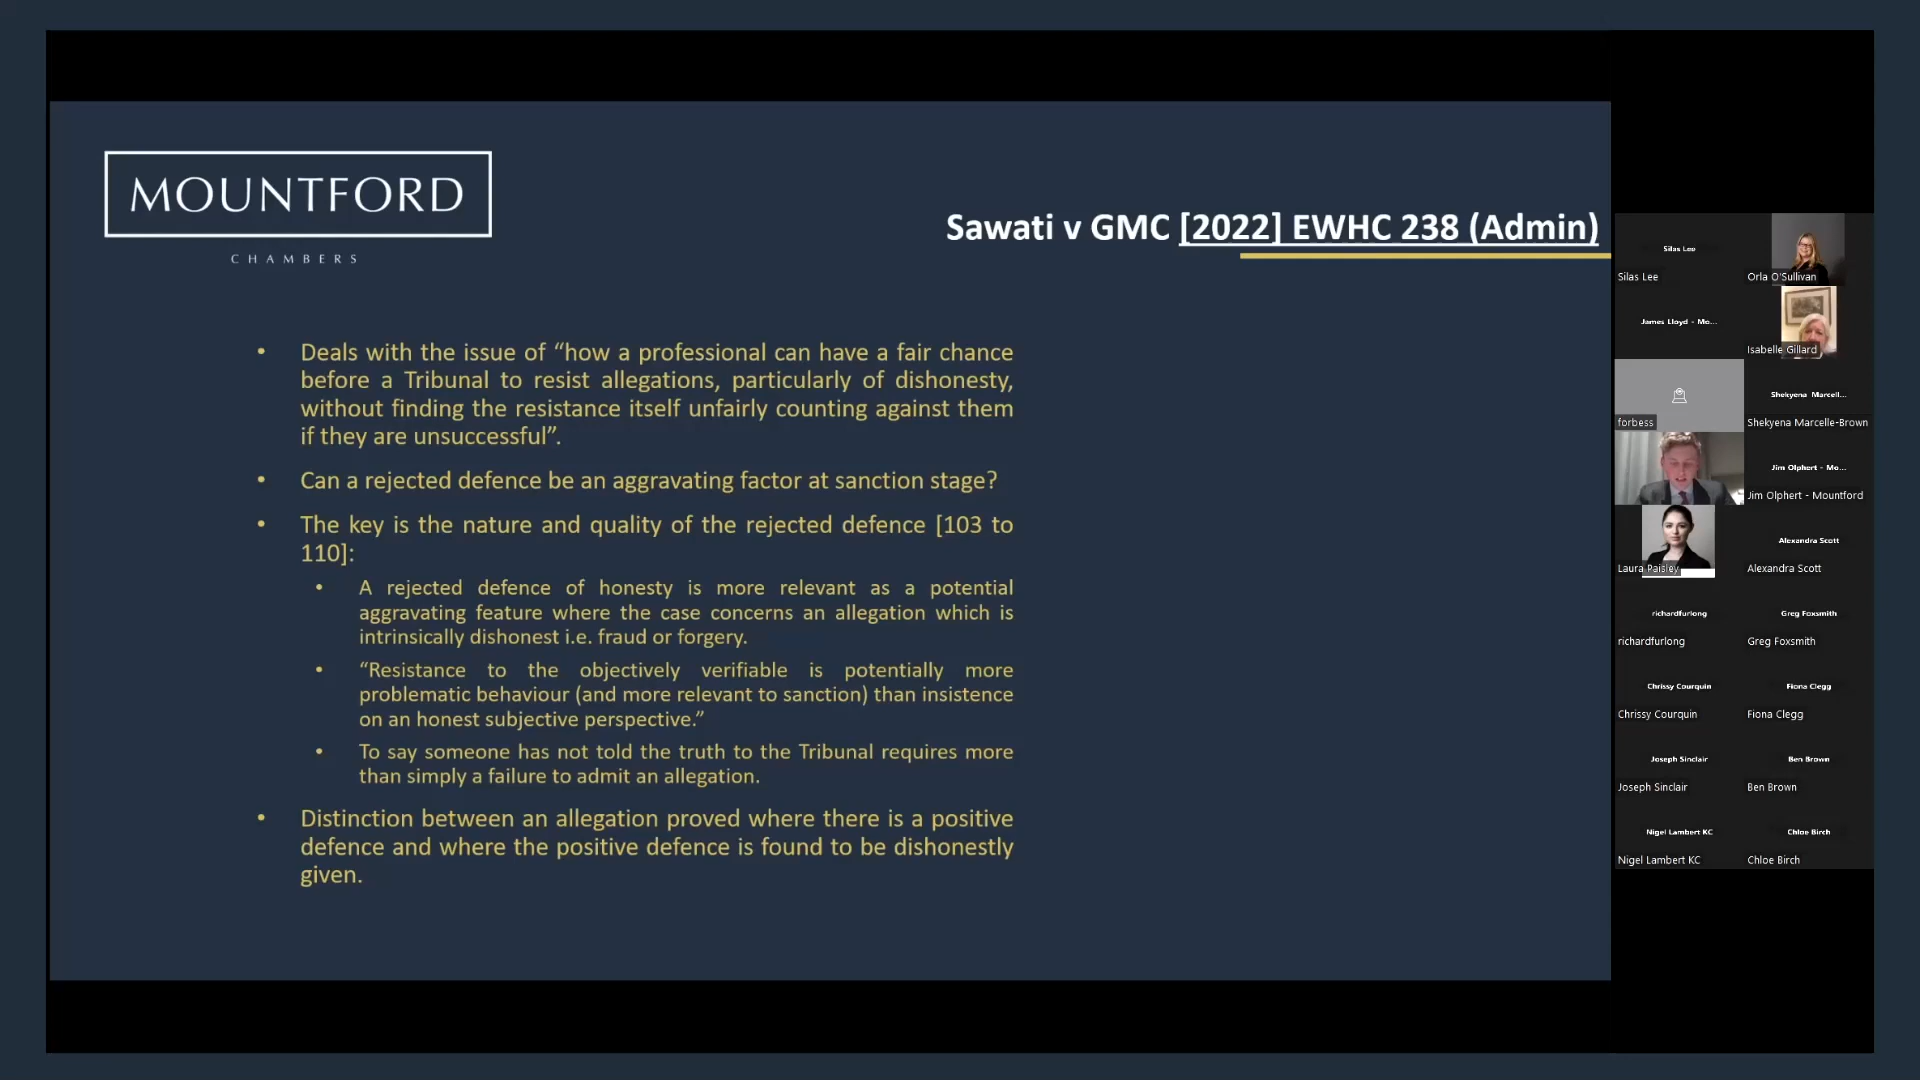 MOUNTFORD
CHAMBERS
Sawati v GMC [2022] EWHC 238 (Admin)
• Deals with the issue of “how a professional can have a fair chance
before a Tribunal to resist allegations, particularly of dishonesty,
without finding the resistance itself unfairly counting against them
if they are unsuccessful”.
• Can a rejected defence be an aggravating factor at sanction stage?
• The key is the nature and quality of the rejected defence [103 to
110]:
• A rejected defence of honesty is more relevant as a potential
aggravating feature where the case concerns an allegation which is
intrinsically dishonest i.e. fraud or forgery.
• “Resistance to the objectively verifiable is potentially more
problematic behaviour (and more relevant to sanction) than insistence
on an honest subjective perspective.”
• To say someone has not told the truth to the Tribunal requires more
than simply a failure to admit an allegation.
• Distinction between an allegation proved where there is a positive
defence and where the positive defence is found to be dishonestly
given.
Silas Lee
Silas Lee
Orla O'Sullivan
James Lloyd - Mo...
Isabelle Gillard
forbess
Shekyena Marcell...
Shekyena Marcelle-Brown
Jim Olphert - Mo...
Jim Olphert - Mountford
Laura Paisley
Alexandra Scott
Alexandra Scott
richardfurlong
richardfurlong
Greg Foxsmith
Greg Foxsmith
Chrissy Courquin
Chrissy Courquin
Fiona Clegg
Fiona Clegg
Joseph Sinclair
Joseph Sinclair
Ben Brown
Ben Brown
Nigel Lambert KC
Nigel Lambert KC
Chloe Birch
Chloe Birch